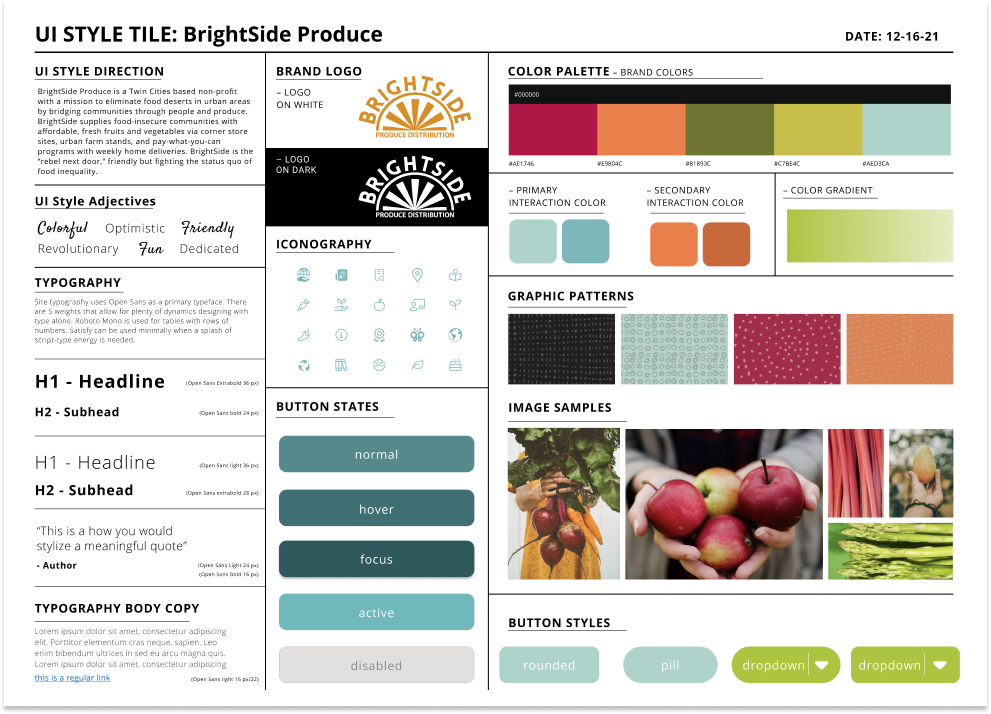 UI STYLE TILE: BrightSide Produce
DATE: 12-16-21
UI STYLE DIRECTION
BrightSide Produce is a Twin Cities based non-profit
with a mission to eliminate food deserts in urban areas
by bridging communities through people and produce.
BrightSide supplies food-insecure communities with
affordable, fresh fruits and vegetables via corner store
sites, urban farm stands, and pay-what-you-can
programs with weekly home deliveries. BrightSide is the
"rebel next door," friendly but fighting the status quo of
food inequality.
UI Style Adjectives
Colorful Optimistic Friendly
Revolutionary Fun Dedicated
TYPOGRAPHY
Site typography uses Open Sans as a primary typeface. There
are 5 weights that allow for plenty of dynamics designing with
type alone. Roboto Mono is used for tables with rows of
numbers. Satisfy can be used minimally when a splash of
script-type energy is needed.
H1 - Headline (Open Sans Extrabold 36 px)
H2 - Subhead (Open Sans bold 24 px)
H1 - Headline (Open Sans light 36 px)
H2 - Subhead (Open Sans extrabold 28 px)
“This is a how you would
stylize a meaningful quote”
- Author (Open Sans Light 24 px)
(Open Sans Bold 16 px)
TYPOGRAPHY BODY COPY
Lorem ipsum dolor sit amet, consectetur adipiscing
elit. Porttitor elementum cras neque, sapien. Leo
enim bibendum ultrices in sed eu arcu magna quis.
Lorem ipsum dolor sit amet, consectetur adipiscing
this is a regular link (Open Sans light 16 px/22)
BRAND LOGO
– LOGO
ON WHITE
BRIGHTSIDE
PRODUCE DISTRIBUTION
– LOGO
ON DARK
BRIGHTSIDE
PRODUCE DISTRIBUTION
ICONOGRAPHY
BUTTON STATES
normal
hover
focus
active
disabled
COLOR PALETTE – BRAND COLORS
#000000
#AE1746 #E9804C #81893C #C7BE4C #AED3CA
– PRIMARY
INTERACTION COLOR
– SECONDARY
INTERACTION COLOR
– COLOR GRADIENT
GRAPHIC PATTERNS
IMAGE SAMPLES
BUTTON STYLES
rounded pill dropdown dropdown